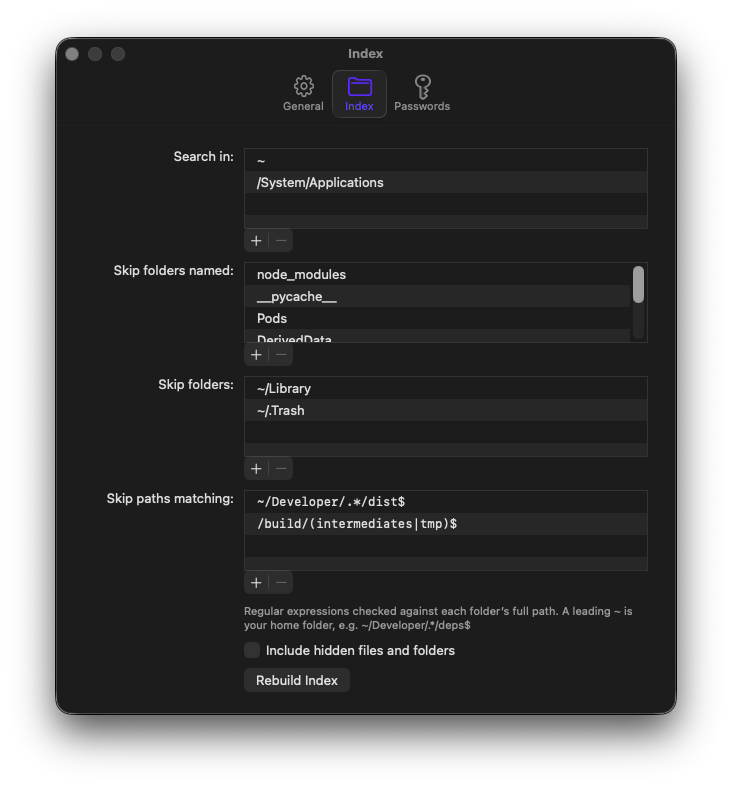 Index
General
Index
Passwords
Search in:
~
/System/Applications
Skip folders named:
node_modules
__pycache__
Pods
DerivedData
Skip folders:
~/Library
~/.Trash
Skip paths matching:
~/Developer/.*/dist$
/build/(intermediates|tmp)$
Regular expressions checked against each folder’s full path. A leading ~ is
your home folder, e.g. ~/Developer/.*/deps$
Include hidden files and folders
Rebuild Index